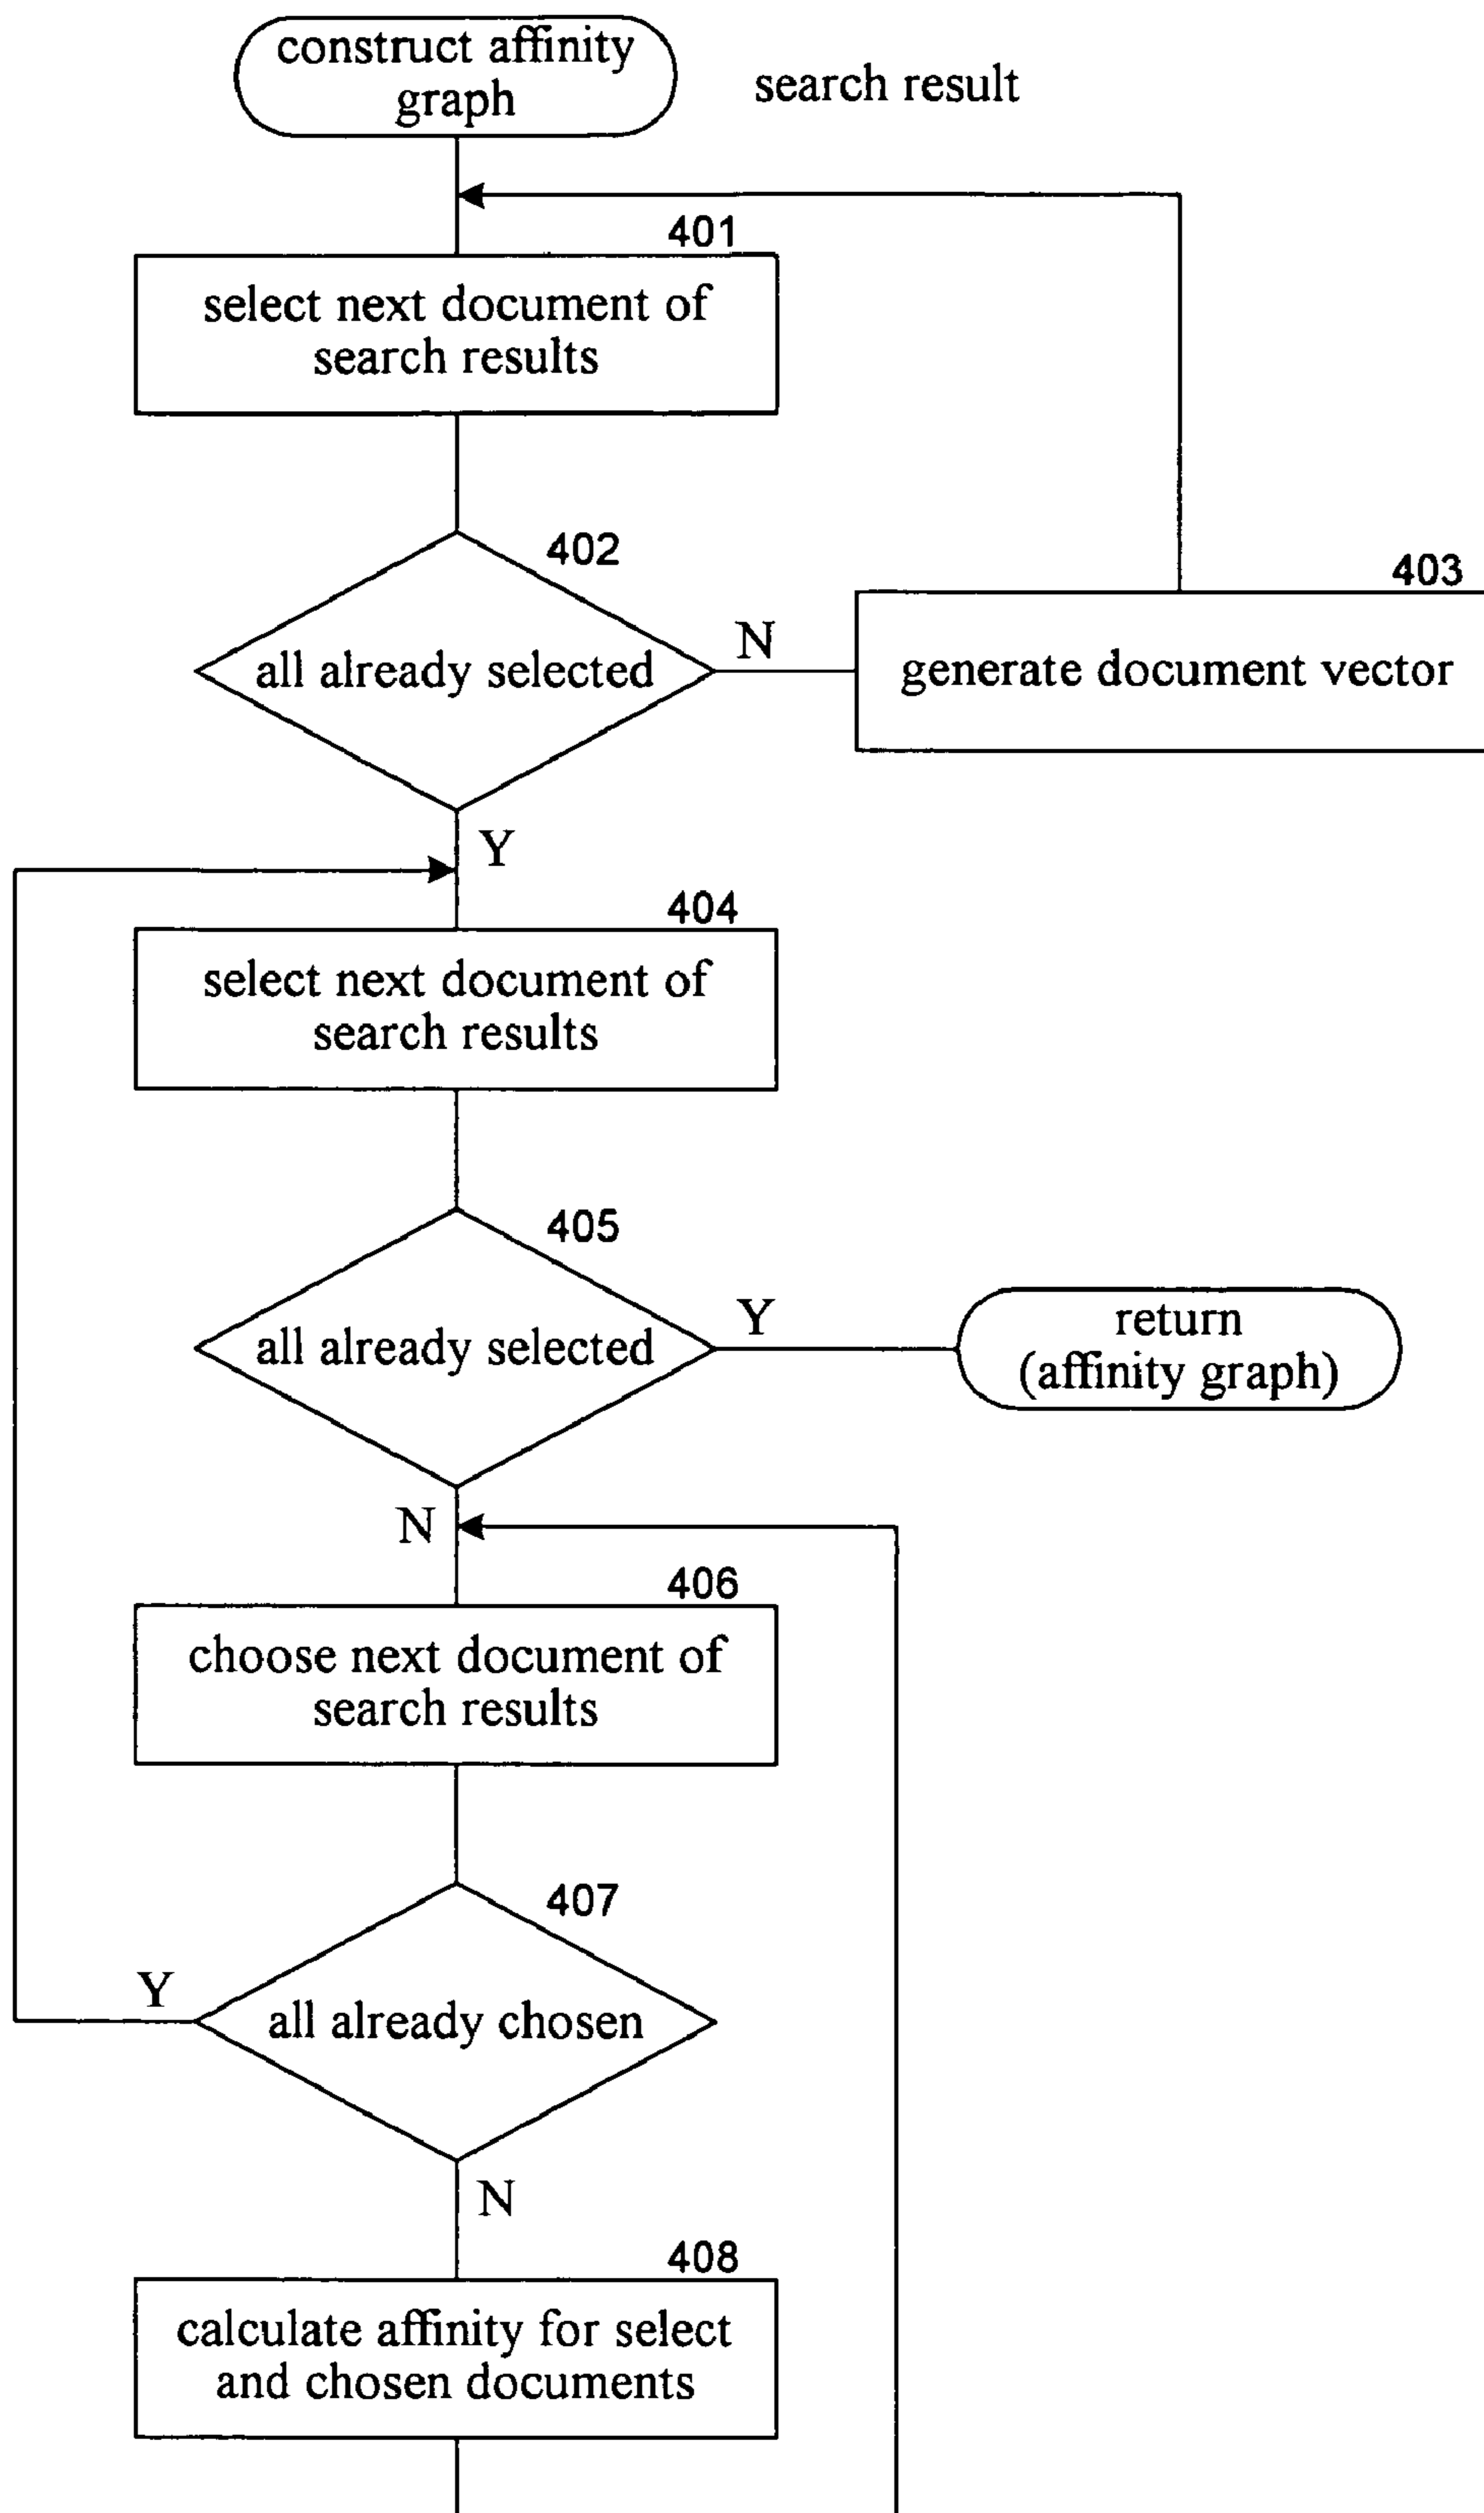 construct affinity
graph
search result
401
select next document of
search results
402
all already selected
N
403
generate document vector
Y
404
select next document of
search results
405
all already selected
Y
return
(affinity graph)
N
406
choose next document of
search results
407
Y
all already chosen
N
408
calculate affinity for select
and chosen documents